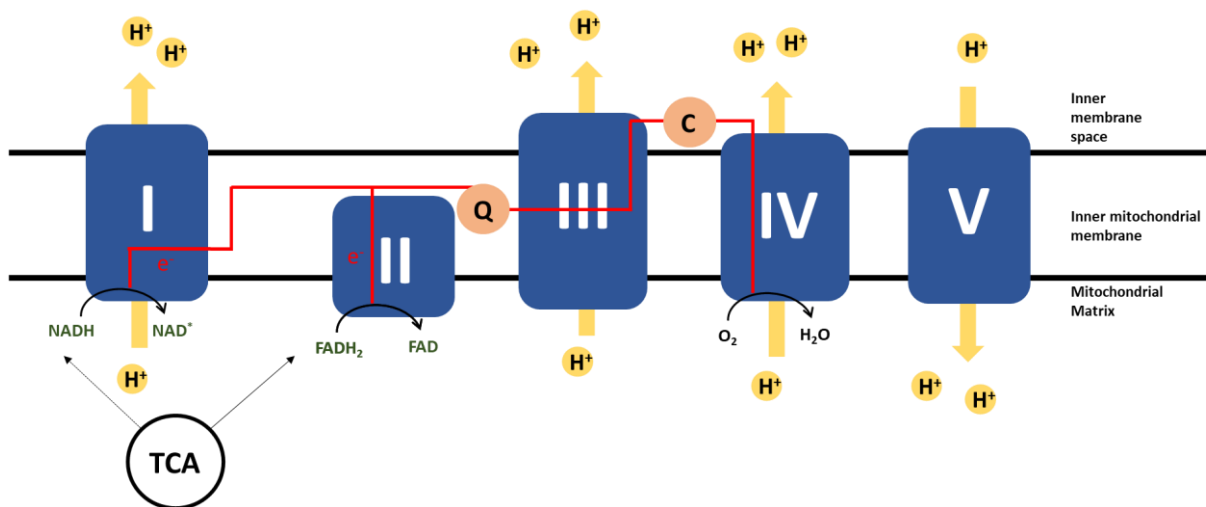 H⁺
H⁺
H⁺
H⁺
H⁺
H⁺
H⁺
H⁺
C
Inner
membrane
space
I
II
Q
III
IV
V
e⁻
e⁻
Inner mitochondrial
membrane
Mitochondrial
Matrix
NADH
NAD*
FADH₂
FAD
O₂
H₂O
H⁺
H⁺
H⁺
H⁺
H⁺
TCA